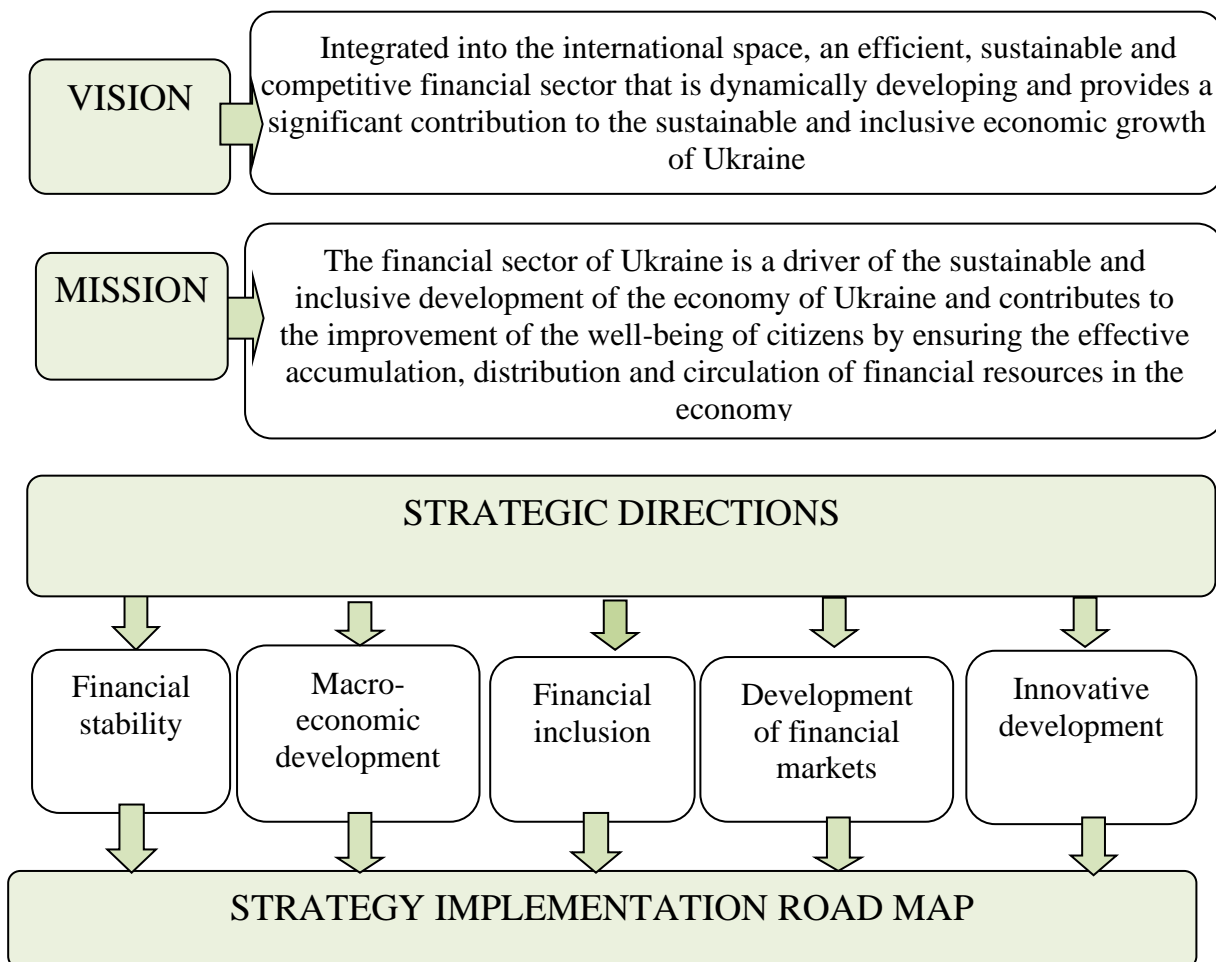 VISION
Integrated into the international space, an efficient, sustainable and
competitive financial sector that is dynamically developing and provides a
significant contribution to the sustainable and inclusive economic growth
of Ukraine
MISSION
The financial sector of Ukraine is a driver of the sustainable and
inclusive development of the economy of Ukraine and contributes to
the improvement of the well-being of citizens by ensuring the effective
accumulation, distribution and circulation of financial resources in the
economy
STRATEGIC DIRECTIONS
Financial
stability
Macro-
economic
development
Financial
inclusion
Development
of financial
markets
Innovative
development
STRATEGY IMPLEMENTATION ROAD MAP